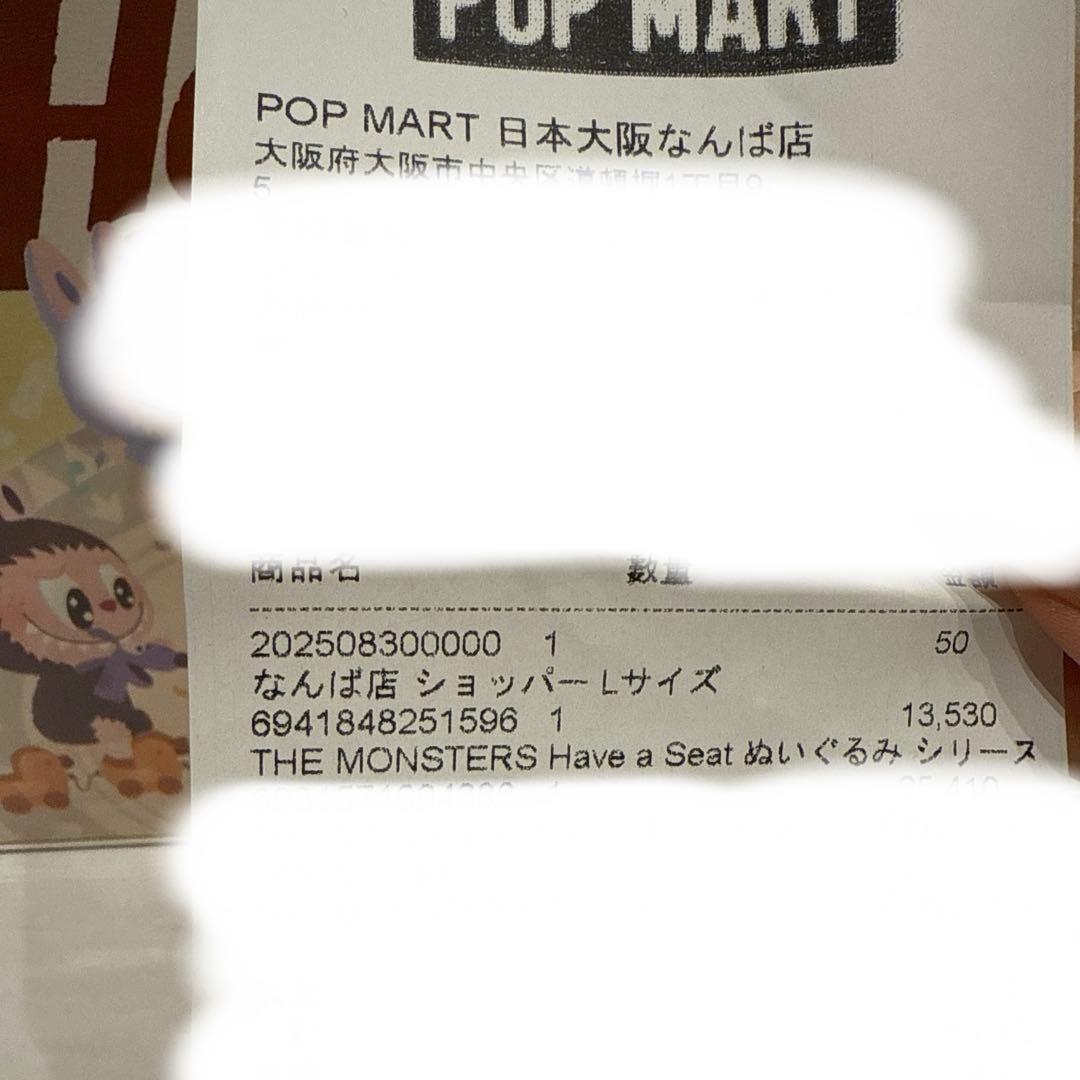 POP MART
POP MART 日本大阪なんば店
大阪府大阪市中央区道頓堀1丁目9
5
商品名 数量 金額
202508300000 1 50
なんば店 ショッパー Lサイズ
6941848251596 1 13,530
THE MONSTERS Have a Seat ぬいぐるみ シリース